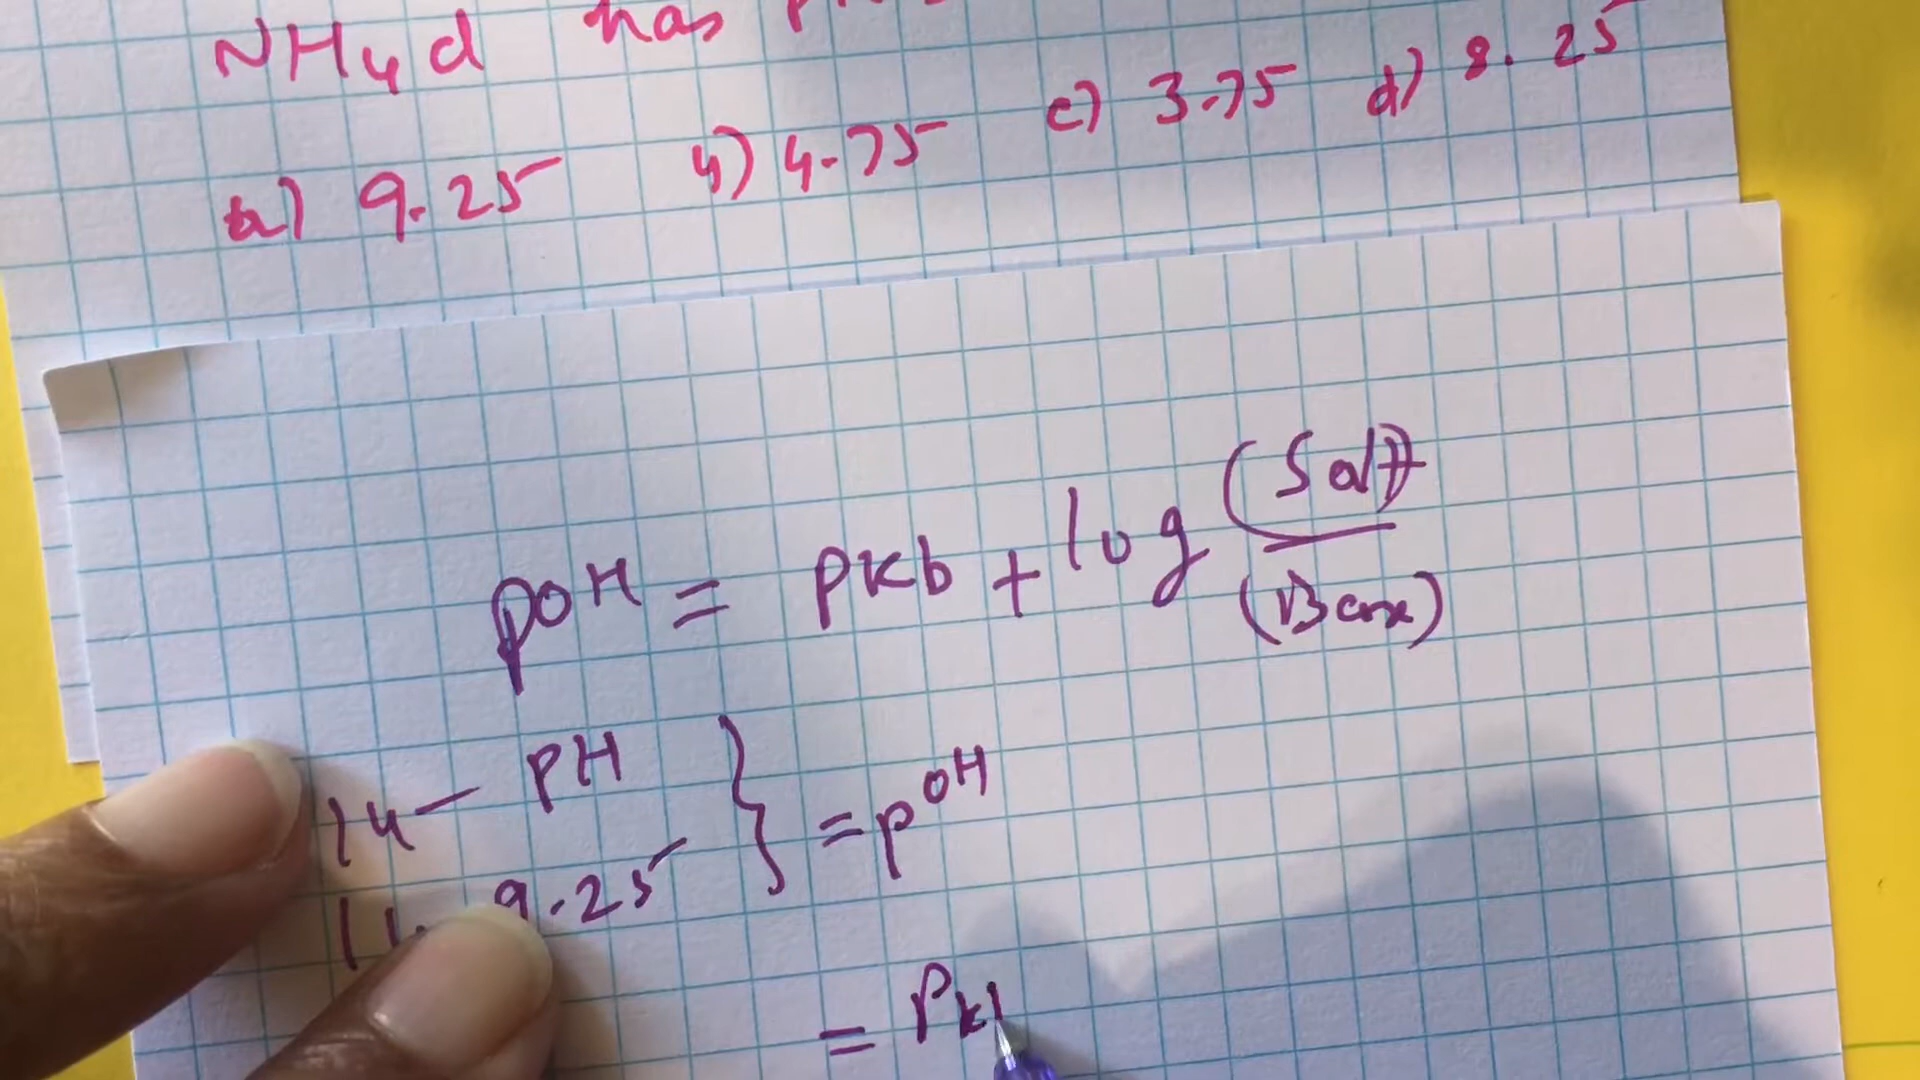 NH4Cl has
a) 9.25 b) 4.75 c) 3.75 d) 8.25
pOH = pKb + log (Salt)
(Base)
14 - PH
9.25 } = pOH
= Pk